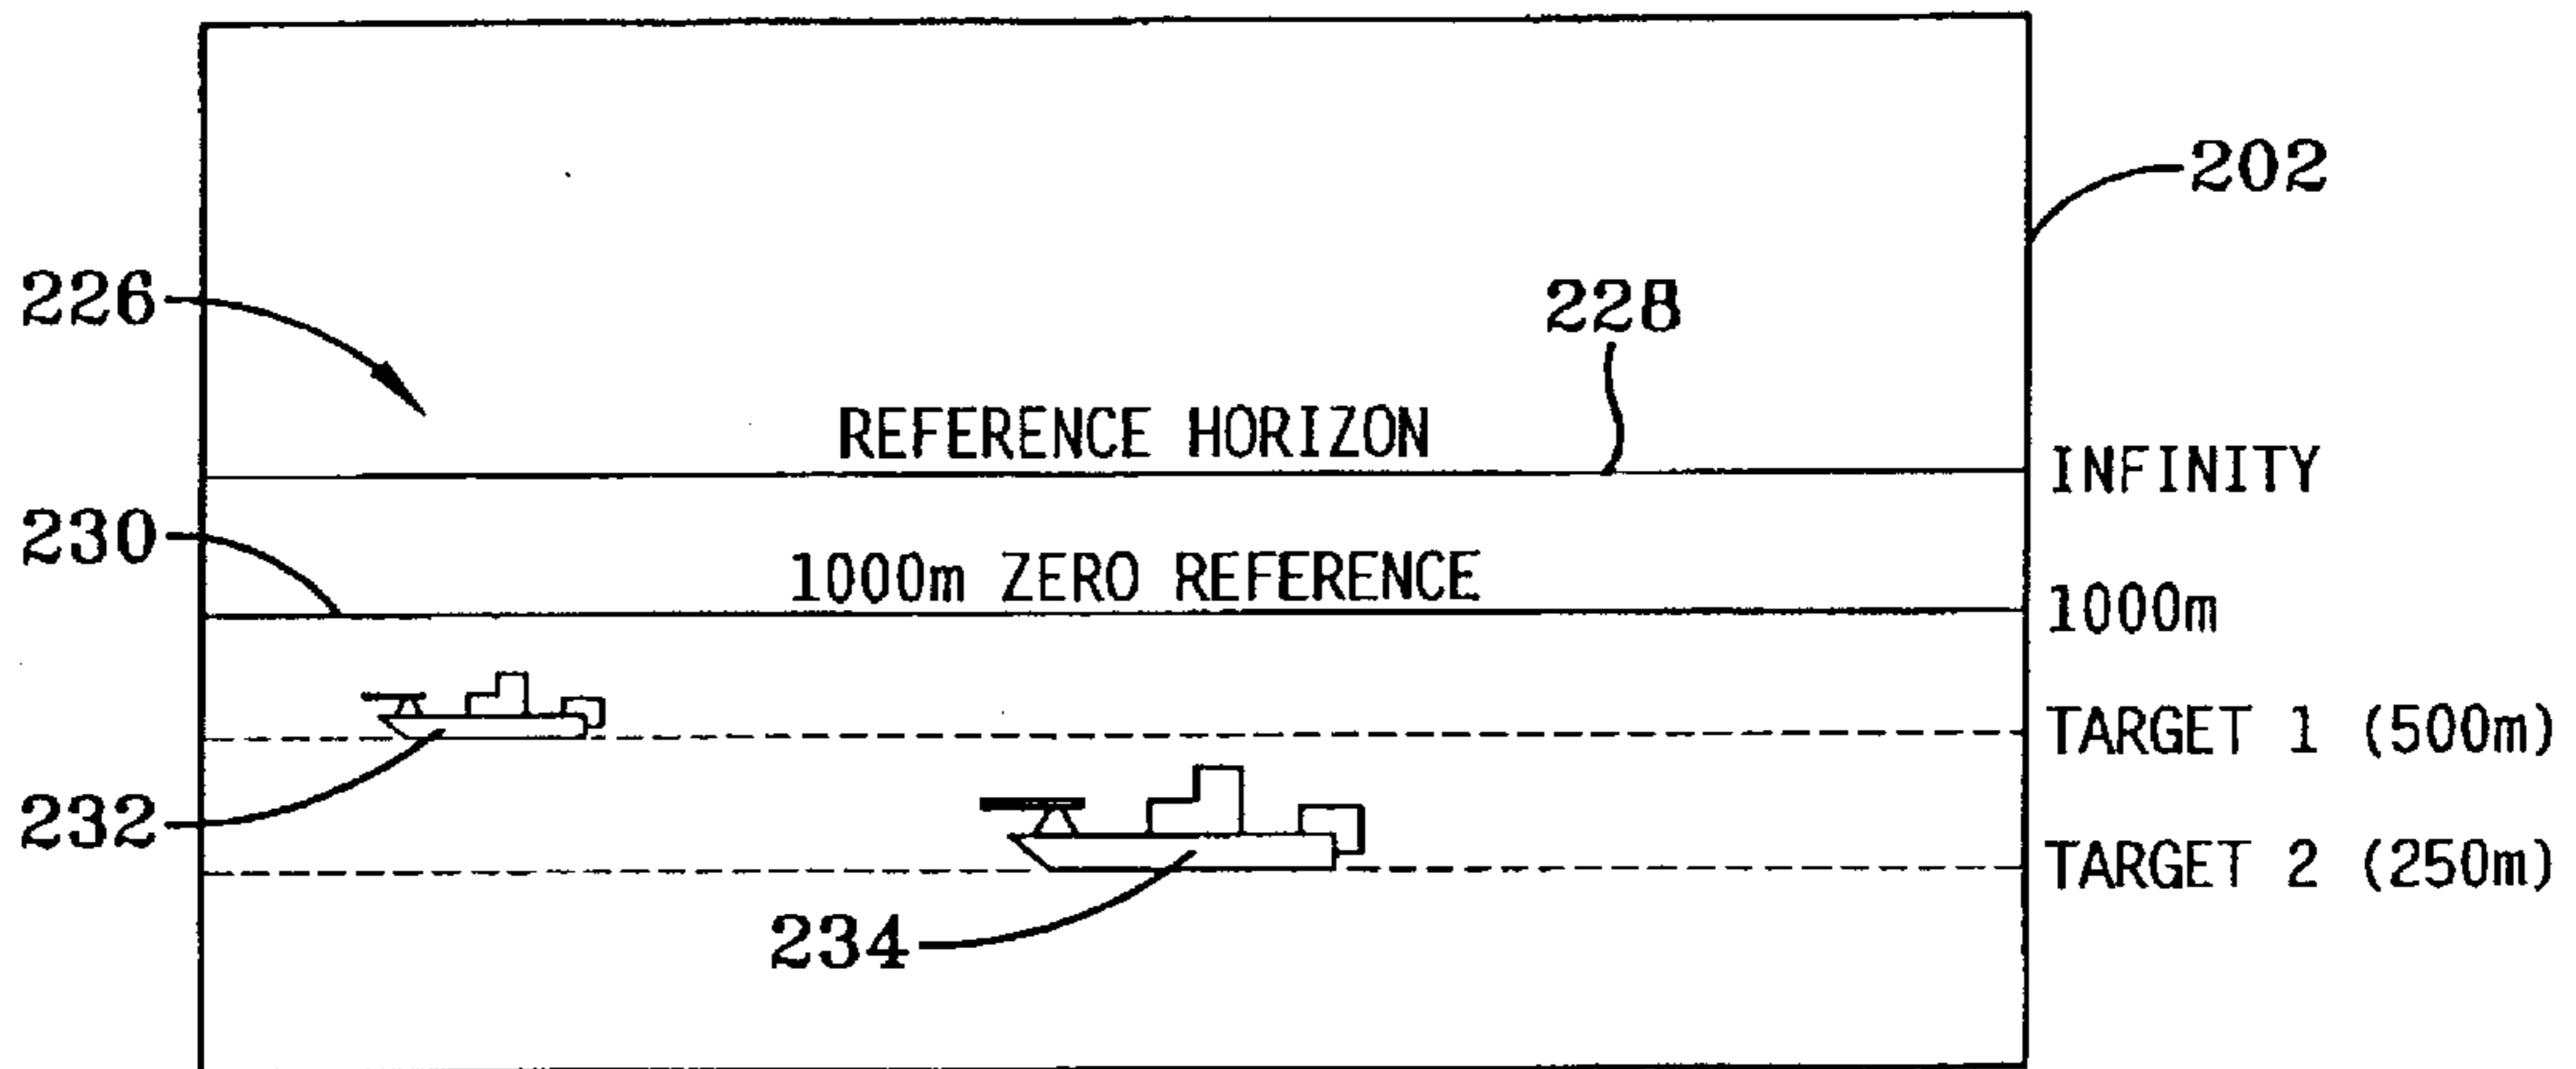 202
226
228
REFERENCE HORIZON
INFINITY
230
1000m ZERO REFERENCE
1000m
TARGET 1 (500m)
232
TARGET 2 (250m)
234